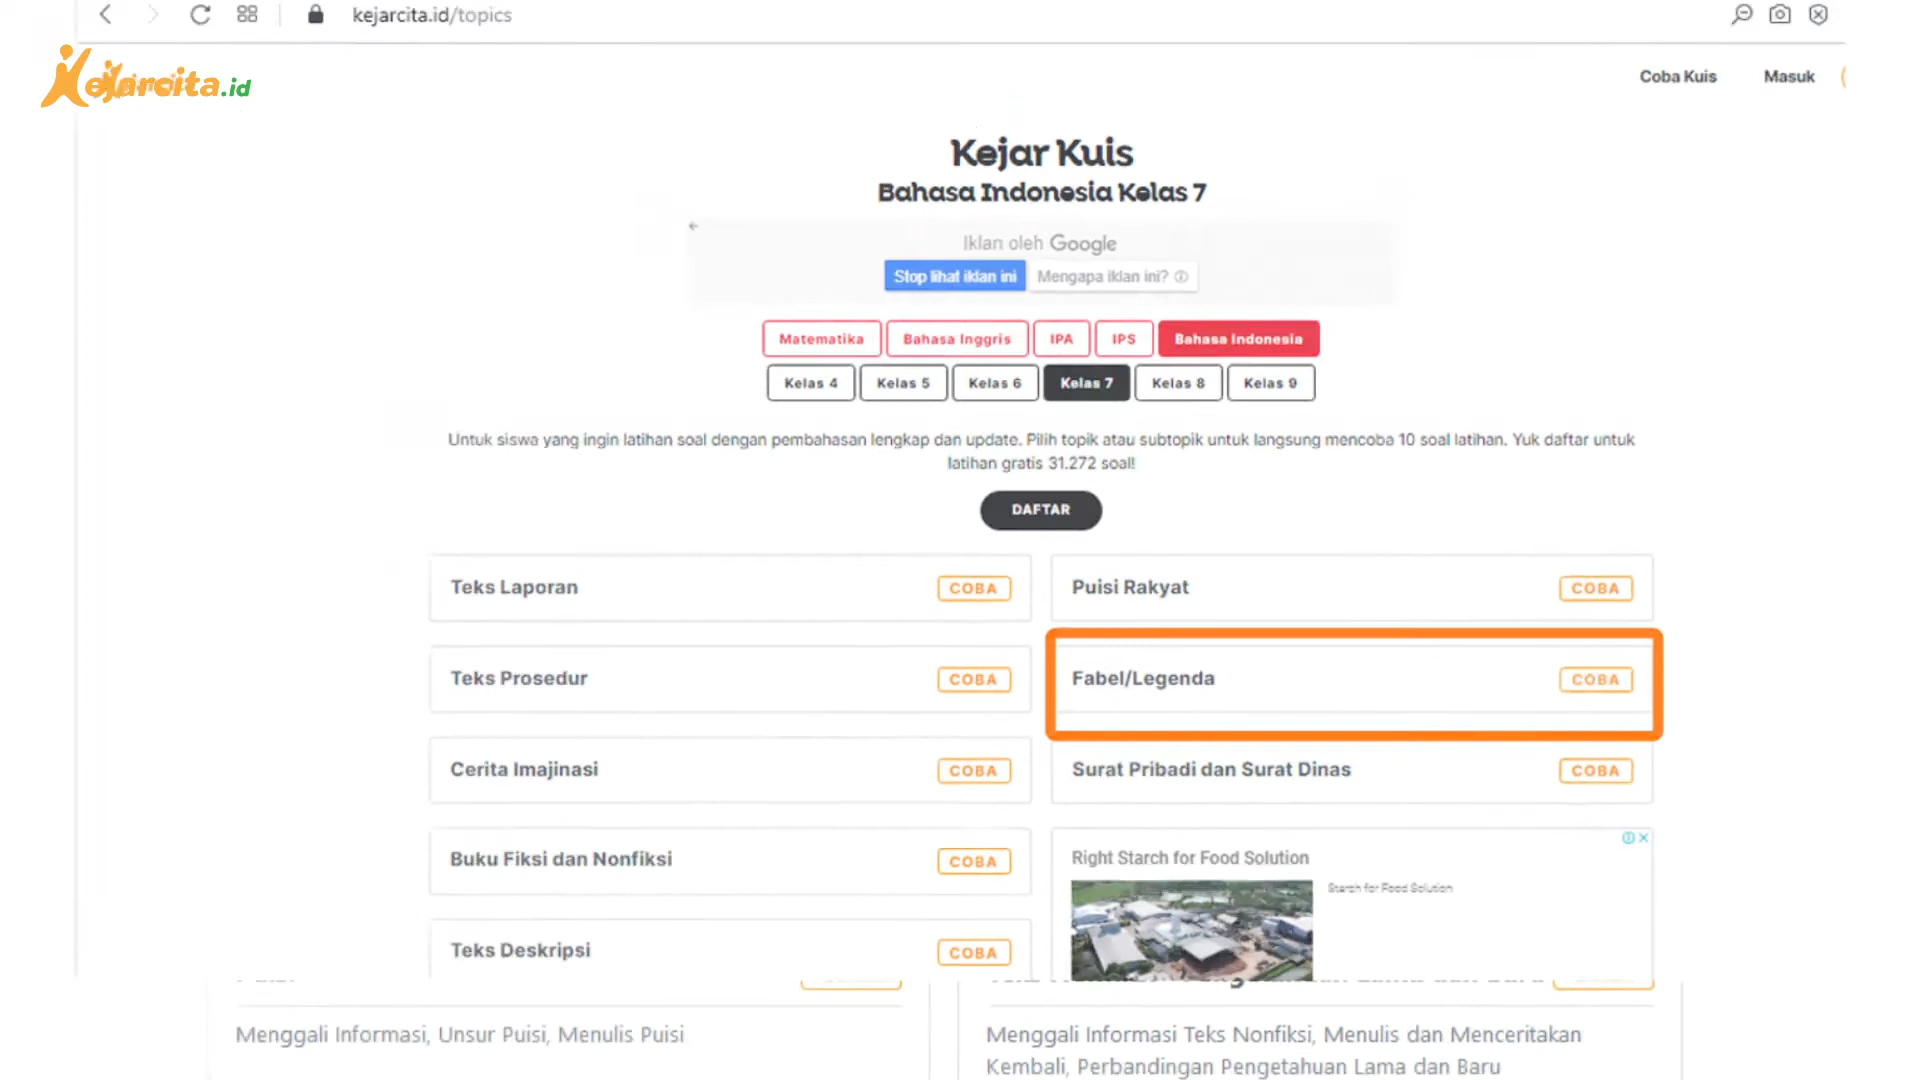 kejarcita.id/topics
Kejarcita.id
Coba Kuis
Masuk
Kejar Kuis
Bahasa Indonesia Kelas 7
Iklan oleh Google
Stop lihat iklan ini
Mengapa iklan ini?
Matematika
Bahasa Inggris
IPA
IPS
Bahasa Indonesia
Kelas 4
Kelas 5
Kelas 6
Kelas 7
Kelas 8
Kelas 9
Untuk siswa yang ingin latihan soal dengan pembahasan lengkap dan update. Pilih topik atau subtopik untuk langsung mencoba 10 soal latihan. Yuk daftar untuk
latihan gratis 31.272 soal!
DAFTAR
Teks Laporan
COBA
Puisi Rakyat
COBA
Teks Prosedur
COBA
Fabel/Legenda
COBA
Cerita Imajinasi
COBA
Surat Pribadi dan Surat Dinas
COBA
Buku Fiksi dan Nonfiksi
COBA
Right Starch for Food Solution
Starch for Food Solution
Teks Deskripsi
COBA
Menggali Informasi, Unsur Puisi, Menulis Puisi
Menggali Informasi Teks Nonfiksi, Menulis dan Menceritakan
Kembali, Perbandingan Pengetahuan Lama dan Baru